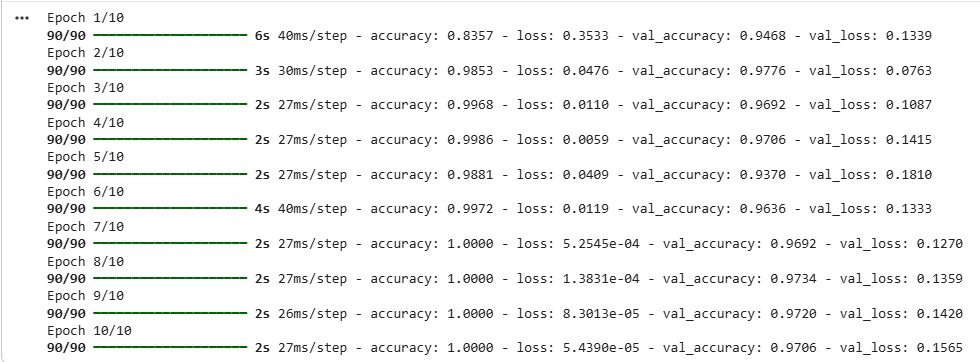 Epoch 1/10
90/90 ━━━━━━━━━━━━━━━━━━━━ 6s 40ms/step - accuracy: 0.8357 - loss: 0.3533 - val_accuracy: 0.9468 - val_loss: 0.1339
Epoch 2/10
90/90 ━━━━━━━━━━━━━━━━━━━━ 3s 30ms/step - accuracy: 0.9853 - loss: 0.0476 - val_accuracy: 0.9776 - val_loss: 0.0763
Epoch 3/10
90/90 ━━━━━━━━━━━━━━━━━━━━ 2s 27ms/step - accuracy: 0.9968 - loss: 0.0110 - val_accuracy: 0.9692 - val_loss: 0.1087
Epoch 4/10
90/90 ━━━━━━━━━━━━━━━━━━━━ 2s 27ms/step - accuracy: 0.9986 - loss: 0.0059 - val_accuracy: 0.9706 - val_loss: 0.1415
Epoch 5/10
90/90 ━━━━━━━━━━━━━━━━━━━━ 2s 27ms/step - accuracy: 0.9881 - loss: 0.0409 - val_accuracy: 0.9370 - val_loss: 0.1810
Epoch 6/10
90/90 ━━━━━━━━━━━━━━━━━━━━ 4s 40ms/step - accuracy: 0.9972 - loss: 0.0119 - val_accuracy: 0.9636 - val_loss: 0.1333
Epoch 7/10
90/90 ━━━━━━━━━━━━━━━━━━━━ 2s 27ms/step - accuracy: 1.0000 - loss: 5.2545e-04 - val_accuracy: 0.9692 - val_loss: 0.1270
Epoch 8/10
90/90 ━━━━━━━━━━━━━━━━━━━━ 2s 27ms/step - accuracy: 1.0000 - loss: 1.3831e-04 - val_accuracy: 0.9734 - val_loss: 0.1359
Epoch 9/10
90/90 ━━━━━━━━━━━━━━━━━━━━ 2s 26ms/step - accuracy: 1.0000 - loss: 8.3013e-05 - val_accuracy: 0.9720 - val_loss: 0.1420
Epoch 10/10
90/90 ━━━━━━━━━━━━━━━━━━━━ 2s 27ms/step - accuracy: 1.0000 - loss: 5.4390e-05 - val_accuracy: 0.9706 - val_loss: 0.1565